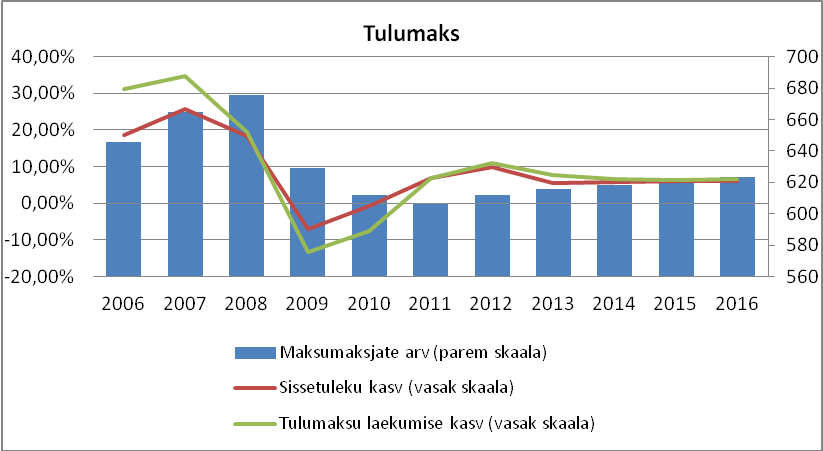 Tulumaks
40,00% 700
30,00% 680
20,00% 660
10,00% 640
0,00% 620
-10,00% 600
-20,00% 580
560
2006 2007 2008 2009 2010 2011 2012 2013 2014 2015 2016
Maksumaksjate arv (parem skaala)
Sissetuleku kasv (vasak skaala)
Tulumaksu laekumise kasv (vasak skaala)